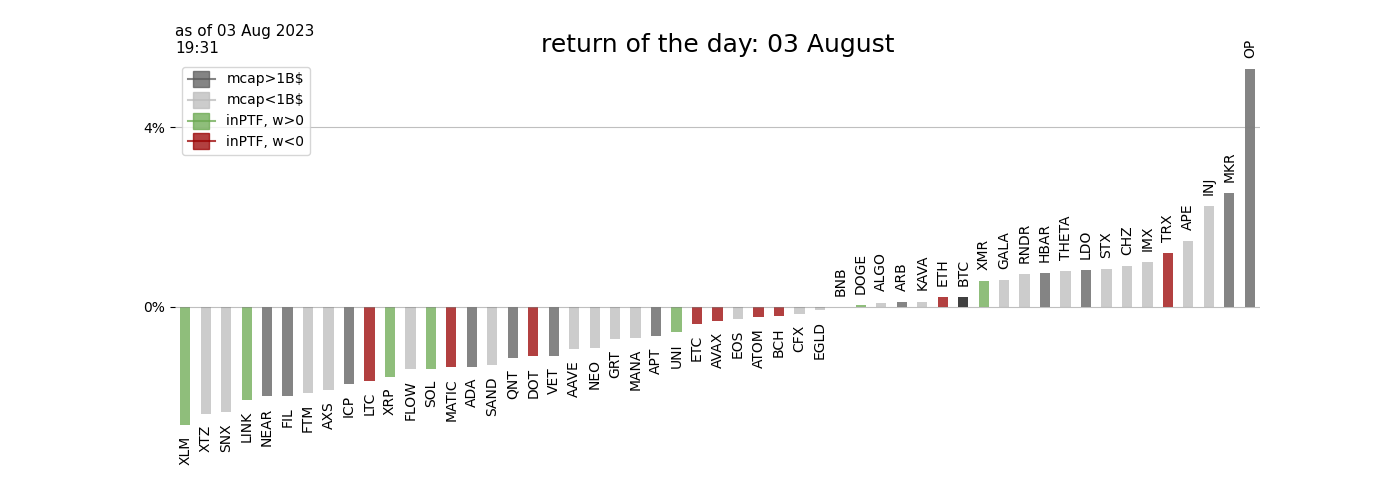 as of 03 Aug 2023
19:31
return of the day: 03 August
mcap>1B$
mcap<1B$
inPTF, w>0
inPTF, w<0
4%
0%
XLM
XTZ
SNX
LINK
NEAR
FIL
FTM
AXS
ICP
LTC
XRP
FLOW
SOL
MATIC
ADA
SAND
QNT
DOT
VET
AAVE
NEO
GRT
MANA
APT
UNI
ETC
AVAX
EOS
ATOM
BCH
CFX
EGLD
BNB
DOGE
ALGO
ARB
KAVA
ETH
BTC
XMR
GALA
RNDR
HBAR
THETA
LDO
STX
CHZ
IMX
TRX
APE
INJ
MKR
OP